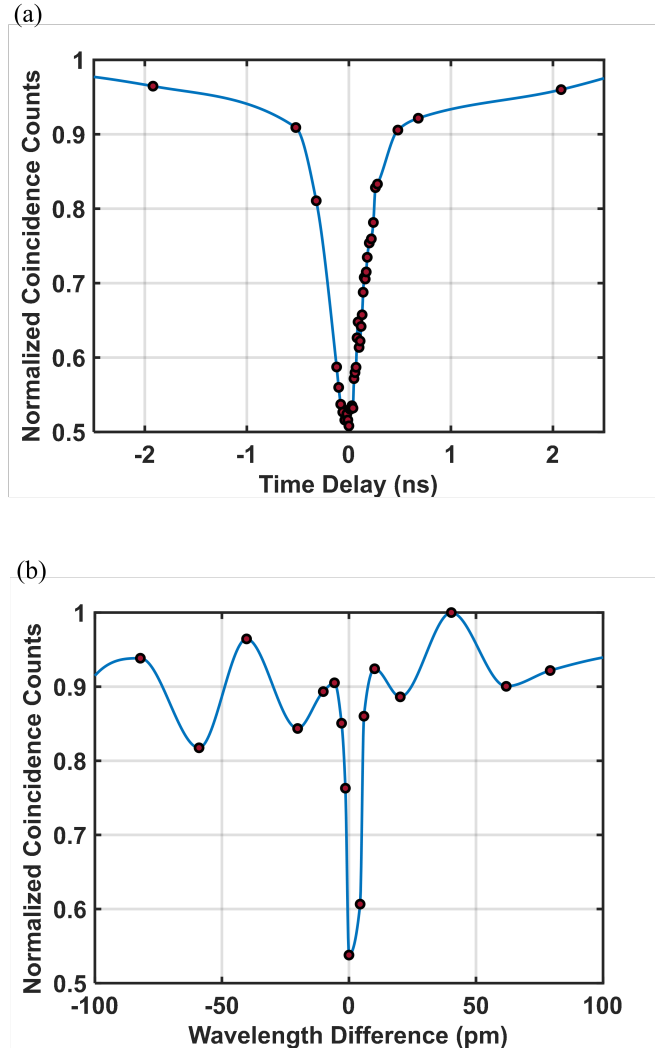 (a)
1
0.9
0.8
0.7
0.6
0.5
Normalized Coincidence Counts
-2 -1 0 1 2
Time Delay (ns)
(b)
1
0.9
0.8
0.7
0.6
0.5
Normalized Coincidence Counts
-100 -50 0 50 100
Wavelength Difference (pm)